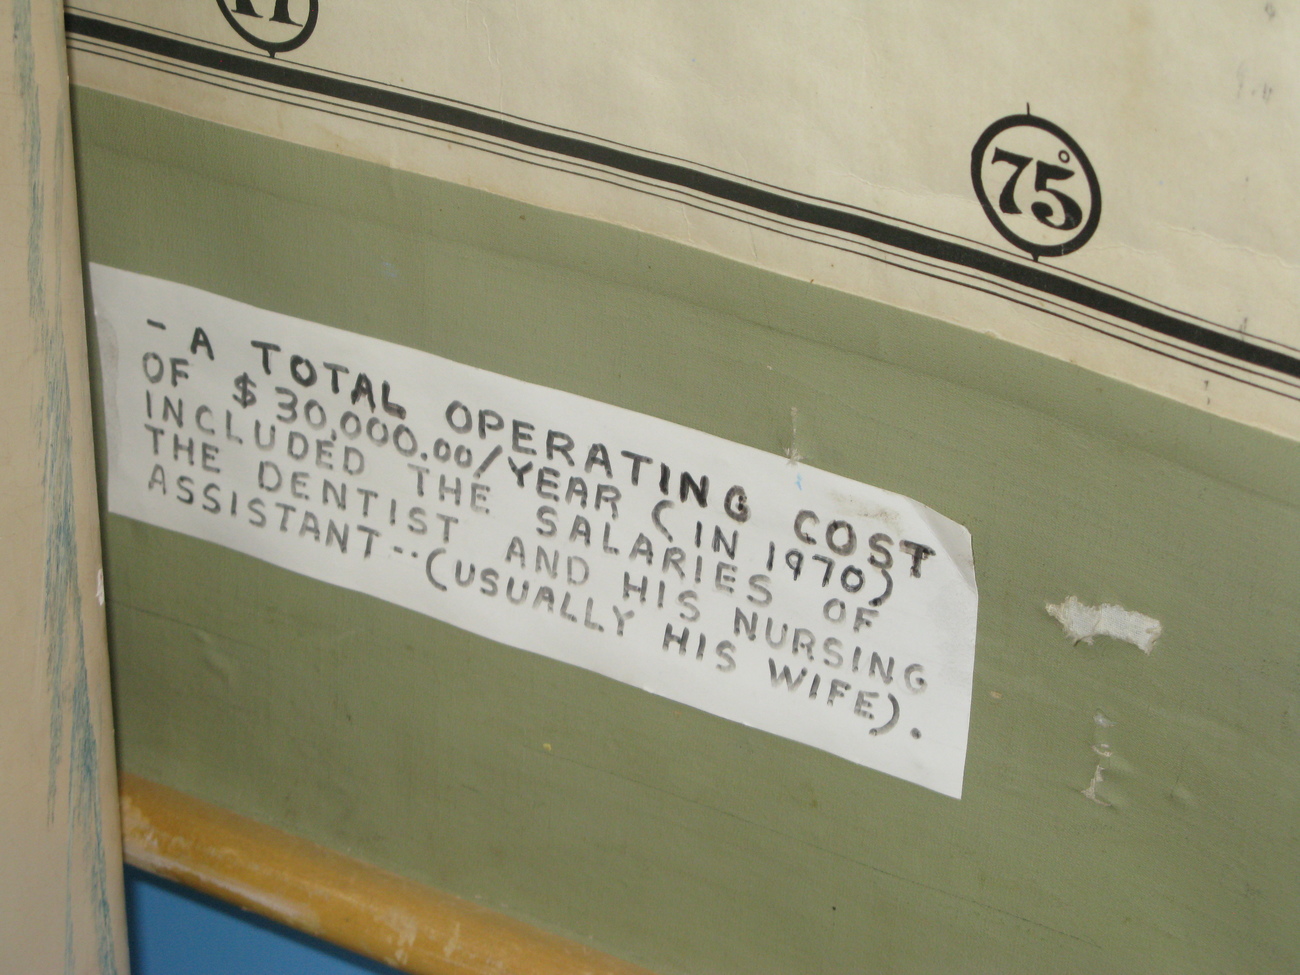 75°
- A TOTAL OPERATING COST
OF $30,000.00/YEAR (IN 1970)
INCLUDED THE SALARIES OF
THE DENTIST AND HIS NURSING
ASSISTANT--(USUALLY HIS WIFE).